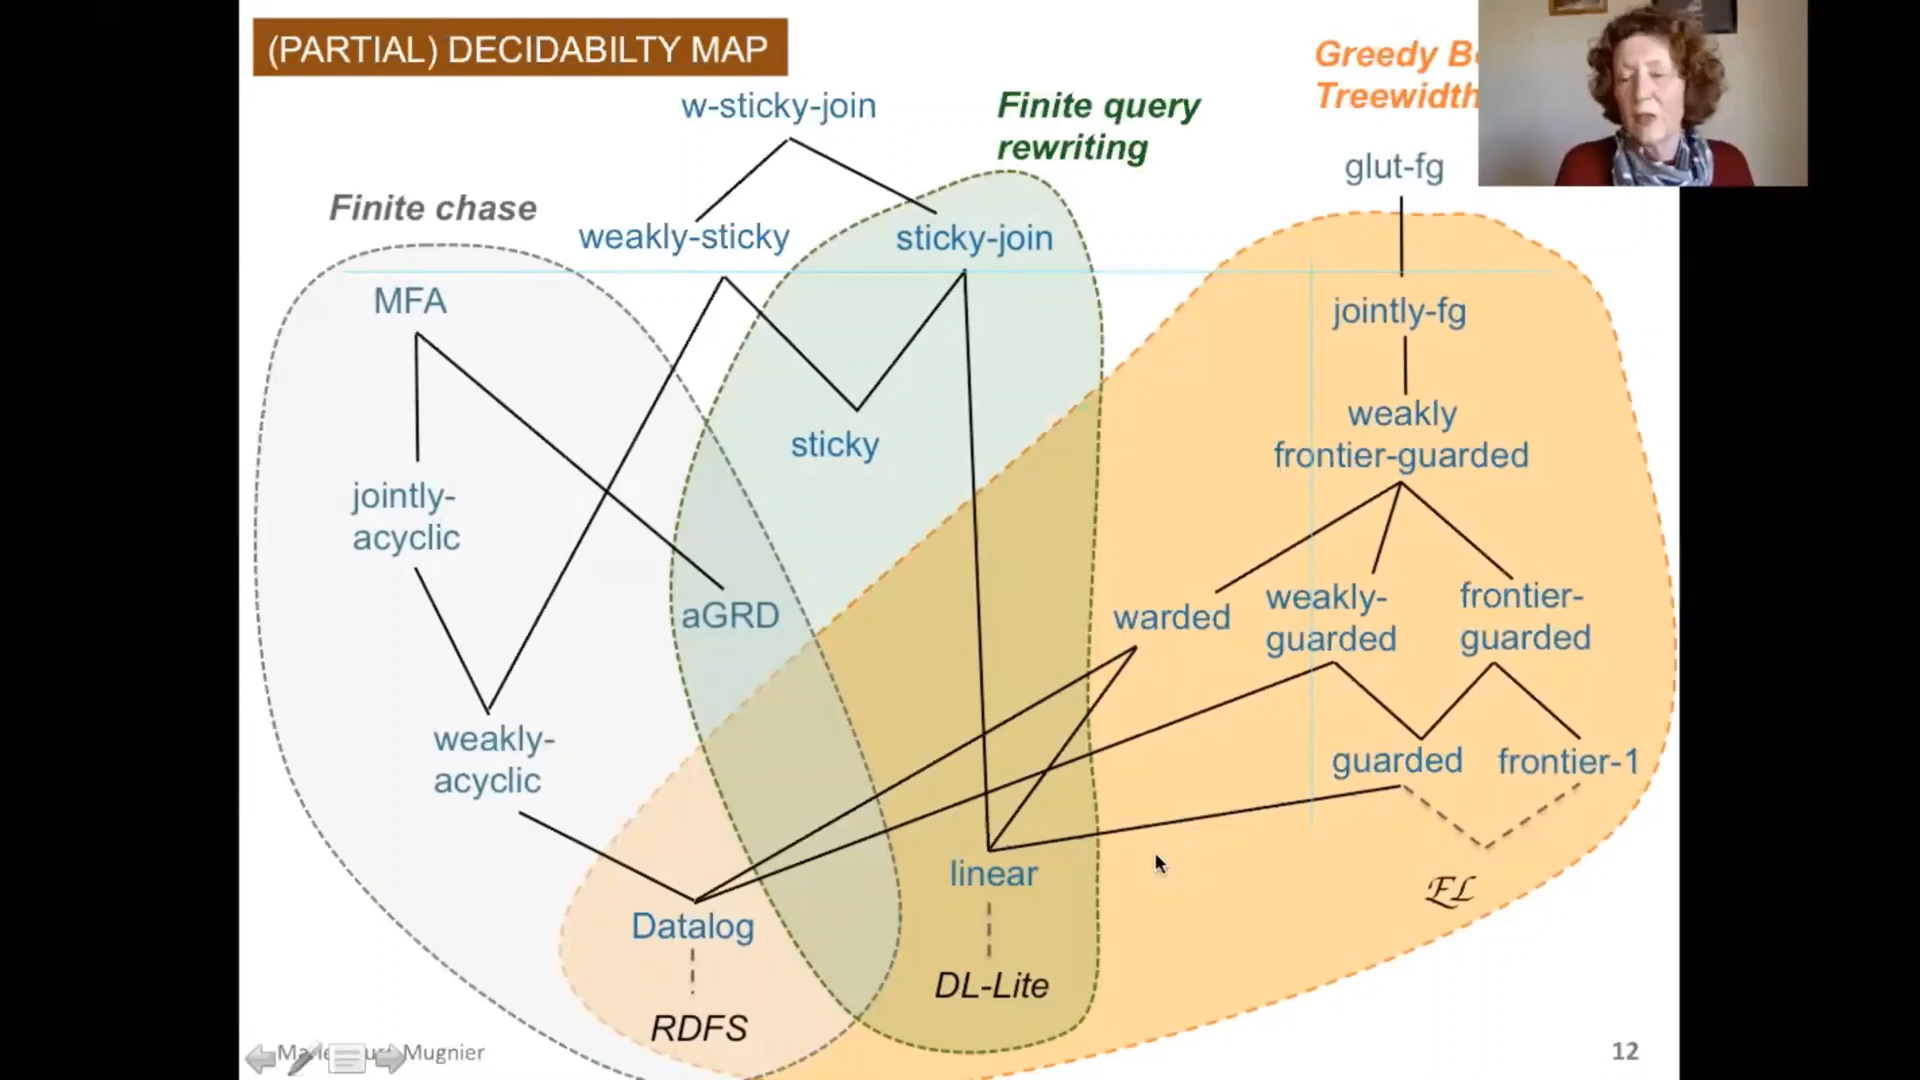 (PARTIAL) DECIDABILTY MAP
Greedy
Treewidth
w-sticky-join
Finite query
rewriting
glut-fg
Finite chase
weakly-sticky
sticky-join
MFA
jointly-fg
weakly
frontier-guarded
sticky
jointly-
acyclic
aGRD
warded
weakly-
guarded
frontier-
guarded
weakly-
acyclic
guarded
frontier-1
linear
EL
Datalog
DL-Lite
RDFS
Mugnier
12